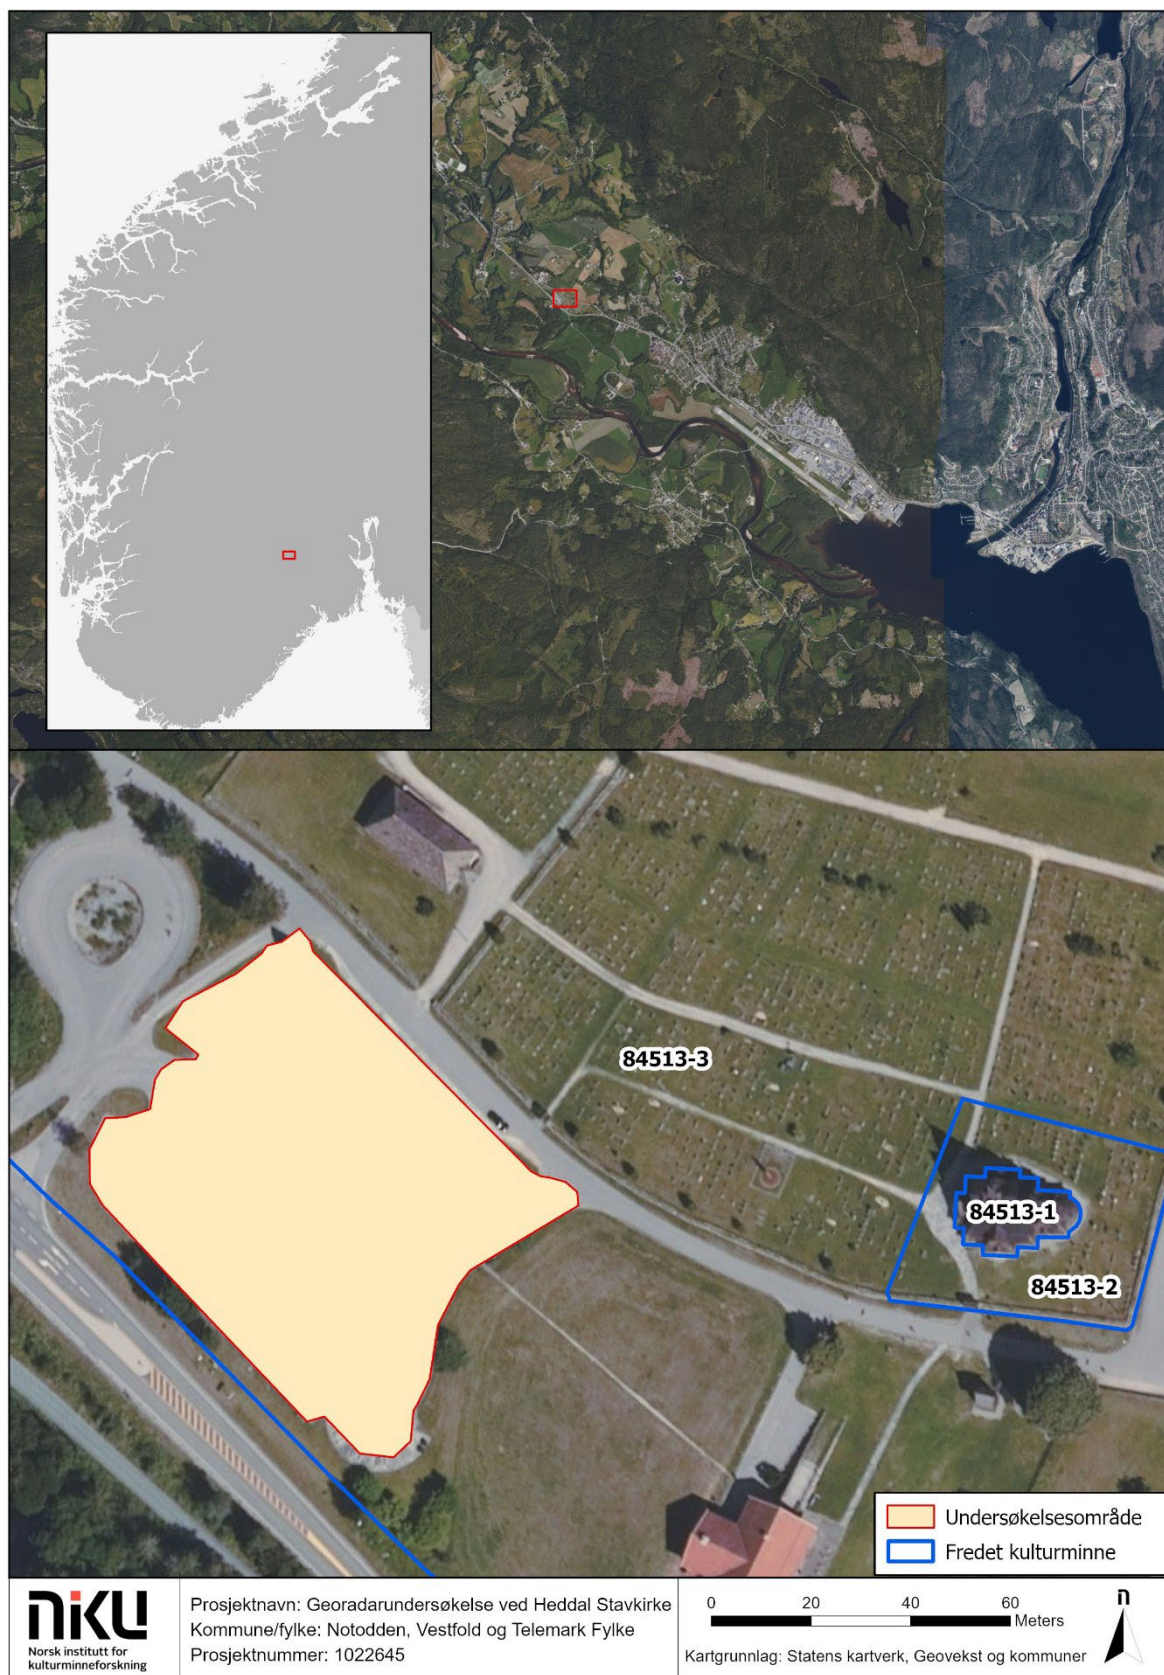 84513-3
84513-1
84513-2
Undersøkelsesområde
Fredet kulturminne
NIKU
Norsk institutt for
kulturminneforskning
Prosjektnavn: Georadarundersøkelse ved Heddal Stavkirke
Kommune/fylke: Notodden, Vestfold og Telemark Fylke
Prosjektnummer: 1022645
0 20 40 60
Meters
Kartgrunnlag: Statens kartverk, Geovekst og kommuner
n